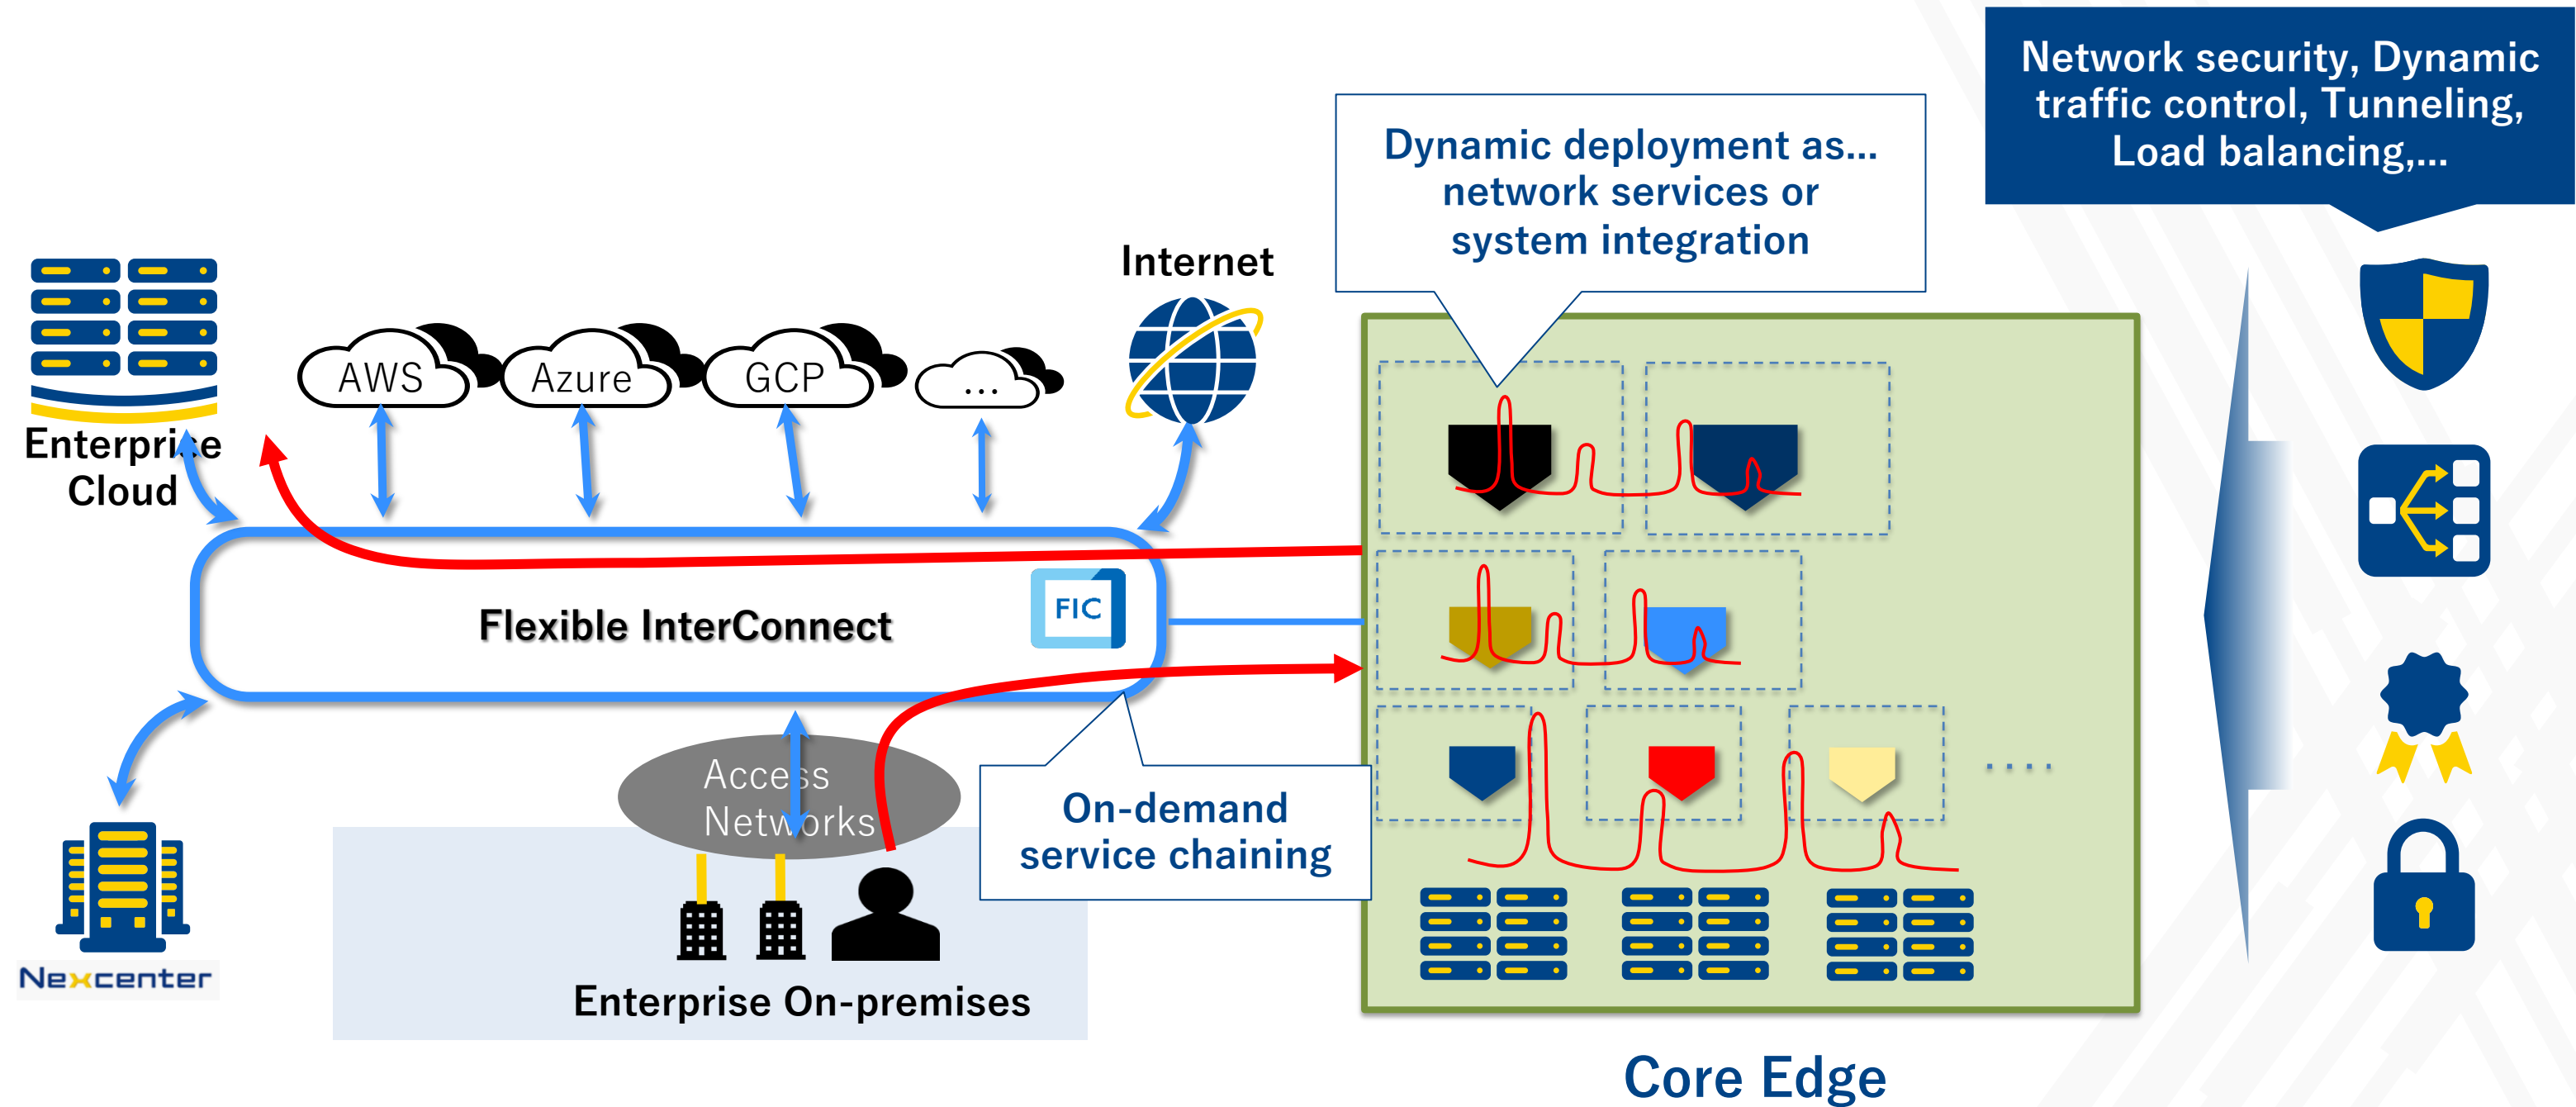 Network security, Dynamic
traffic control, Tunneling,
Load balancing,...
Dynamic deployment as...
network services or
system integration
Internet
AWS
Azure
GCP
...
Enterprise
Cloud
Flexible InterConnect
FIC
Access
Networks
On-demand
service chaining
....
Nexcenter
Enterprise On-premises
Core Edge